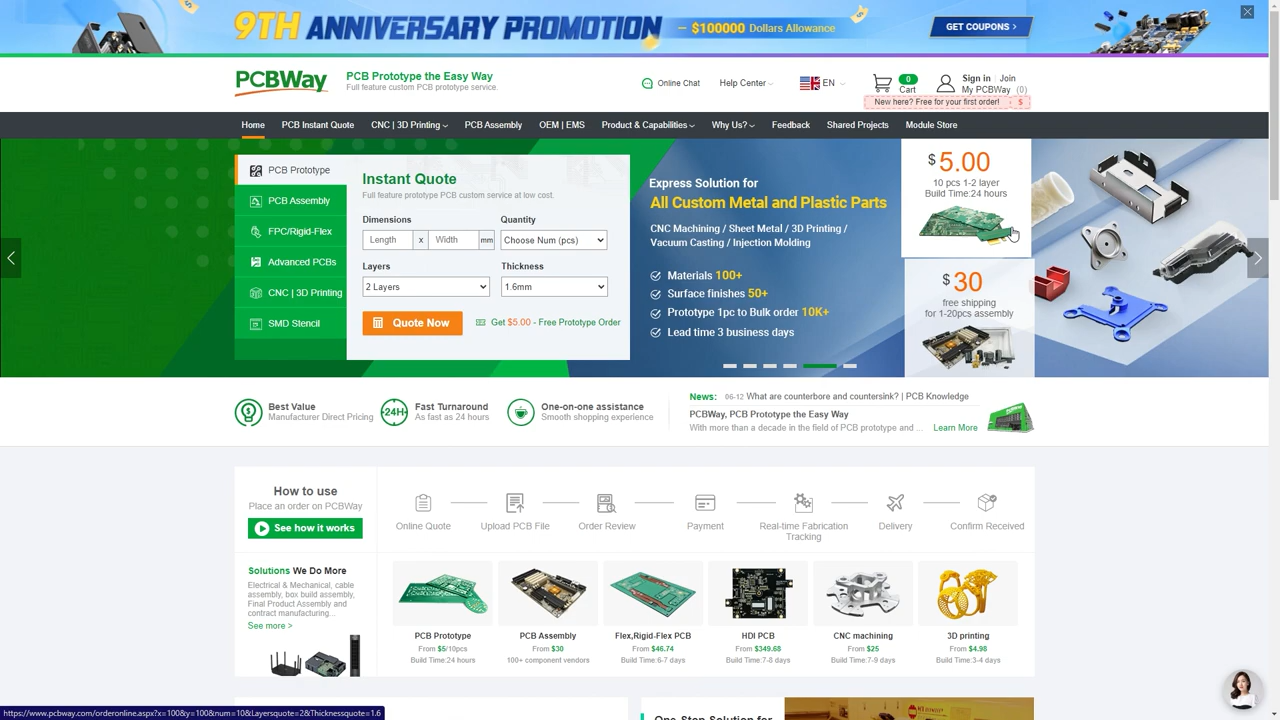 9TH ANNIVERSARY PROMOTION — $100000 Dollars Allowance GET COUPONS >
PCBWay
PCB Prototype the Easy Way
Full feature custom PCB prototype service.
Online Chat
Help Center
EN
0
Cart
Sign in | Join
My PCBWay (0)
New here? Free for your first order! $
Home PCB Instant Quote CNC | 3D Printing PCB Assembly OEM | EMS Product & Capabilities Why Us? Feedback Shared Projects Module Store
PCB Prototype
PCB Assembly
FPC/Rigid-Flex
Advanced PCBs
CNC | 3D Printing
SMD Stencil
Instant Quote
Full feature prototype PCB custom service at low cost.
Dimensions Quantity
Length x Width mm Choose Num (pcs)
Layers Thickness
2 Layers 1.6mm
Quote Now Get $5.00 - Free Prototype Order
Express Solution for
All Custom Metal and Plastic Parts
CNC Machining / Sheet Metal / 3D Printing /
Vacuum Casting / Injection Molding
Materials 100+
Surface finishes 50+
Prototype 1pc to Bulk order 10K+
Lead time 3 business days
$ 5.00
10 pcs 1-2 layer
Build Time:24 hours
$ 30
free shipping
for 1-20pcs assembly
Best Value
Manufacturer Direct Pricing
24H
Fast Turnaround
As fast as 24 hours
One-on-one assistance
Smooth shopping experience
News: 06-12 What are counterbore and countersink? | PCB Knowledge
PCBWay, PCB Prototype the Easy Way
With more than a decade in the field of PCB prototype and ... Learn More
How to use
Place an order on PCBWay
See how it works
Online Quote
Upload PCB File
Order Review
Payment
Real-time Fabrication
Tracking
Delivery
Confirm Received
Solutions We Do More
Electrical & Mechanical, cable
assembly, box build assembly,
Final Product Assembly and
contract manufacturing...
See more >
PCB Prototype
From $5/10pcs
Build Time:24 hours
PCB Assembly
From $30
100+ component vendors
Flex,Rigid-Flex PCB
From $46.74
Build Time:6-7 days
HDI PCB
From $349.68
Build Time:7-8 days
CNC machining
From $25
Build Time:7-9 days
3D printing
From $4.98
Build Time:3-4 days
One-Stop Solution for
https://www.pcbway.com/orderonline.aspx?x=100&y=100&num=10&Layersquote=2&Thicknessquote=1.6